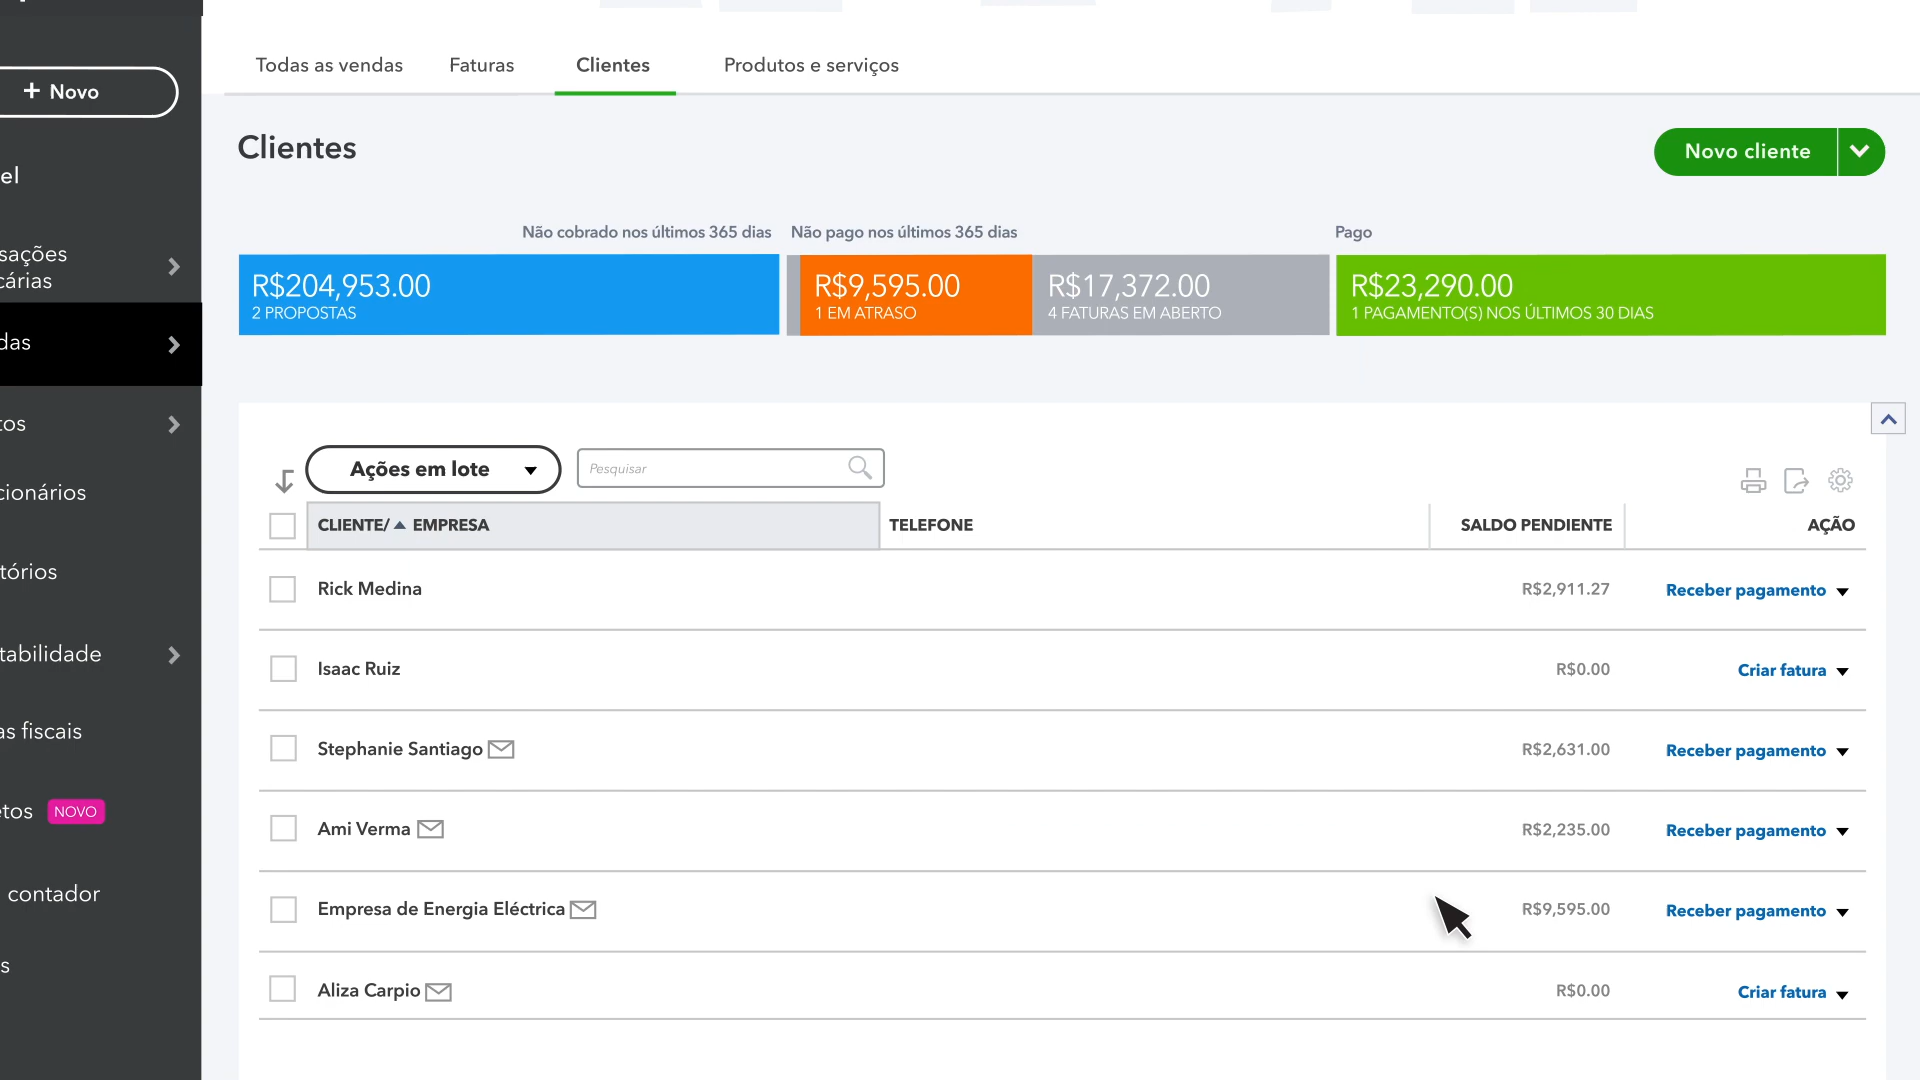 Todas as vendas
Faturas
Clientes
Produtos e serviços
+ Novo
Clientes
Novo cliente
el
sações
cárias
das
tos
cionários
tórios
tabilidade
as fiscais
etos NOVO
contador
s
Não cobrado nos últimos 365 dias
Não pago nos últimos 365 dias
Pago
R$204,953.00
2 PROPOSTAS
R$9,595.00
1 EM ATRASO
R$17,372.00
4 FATURAS EM ABERTO
R$23,290.00
1 PAGAMENTO(S) NOS ÚLTIMOS 30 DIAS
Ações em lote
Pesquisar
CLIENTE/ EMPRESA
TELEFONE
SALDO PENDIENTE
AÇÃO
Rick Medina
R$2,911.27
Receber pagamento
Isaac Ruiz
R$0.00
Criar fatura
Stephanie Santiago
R$2,631.00
Receber pagamento
Ami Verma
R$2,235.00
Receber pagamento
Empresa de Energia Eléctrica
R$9,595.00
Receber pagamento
Aliza Carpio
R$0.00
Criar fatura